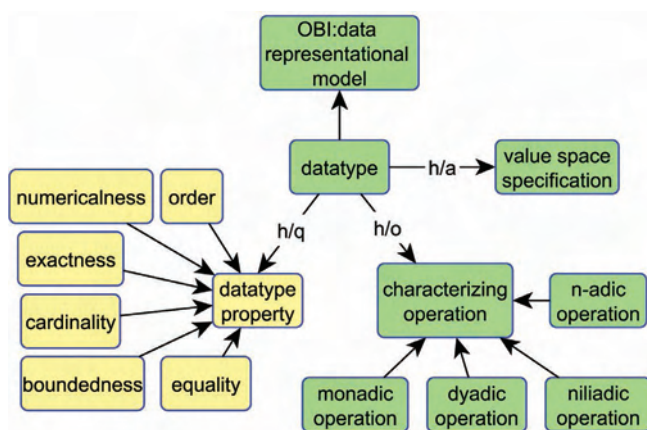 OBI:data
representational
model
datatype
h/a
value space
specification
numericalness
order
h/q
h/o
exactness
datatype
property
characterizing
operation
n-adic
operation
cardinality
boundedness
equality
monadic
operation
dyadic
operation
niliadic
operation